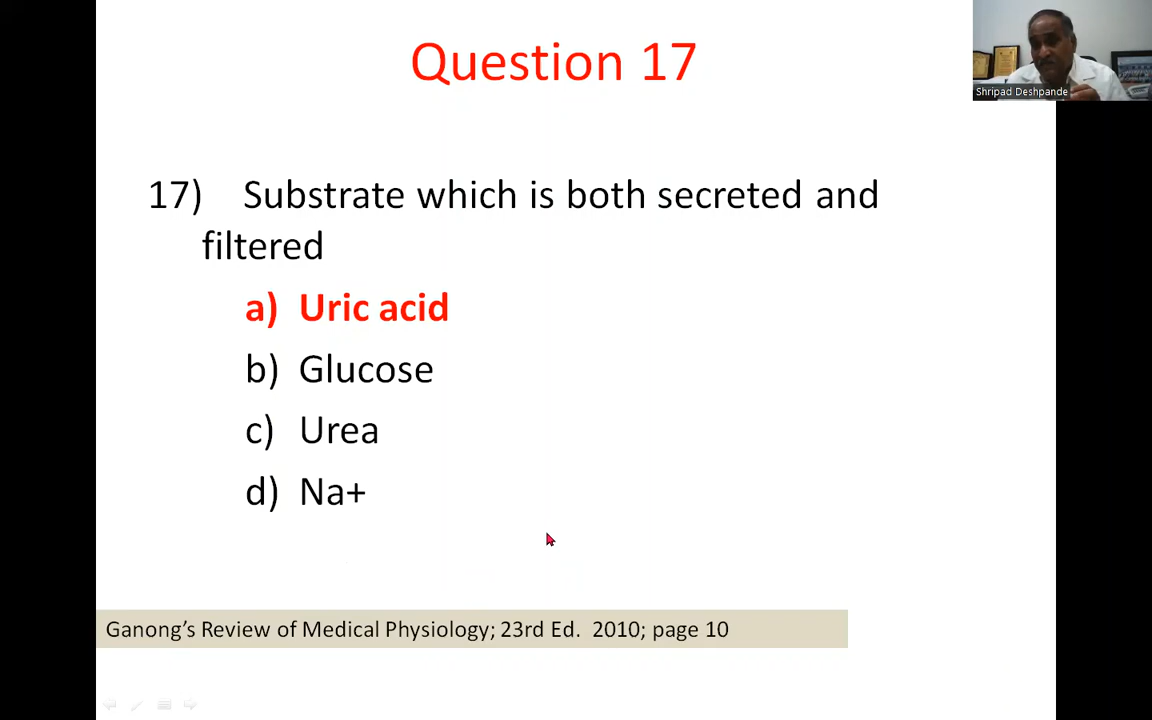 Question 17
Shripad Deshpande
17) Substrate which is both secreted and
filtered
a) Uric acid
b) Glucose
c) Urea
d) Na+
Ganong's Review of Medical Physiology; 23rd Ed. 2010; page 10